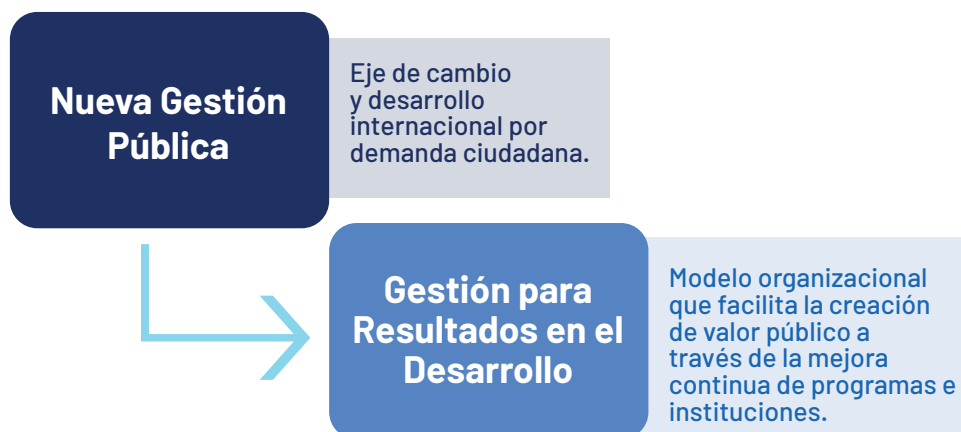 Nueva Gestión
Pública
Eje de cambio
y desarrollo
internacional por
demanda ciudadana.
Gestión para
Resultados en el
Desarrollo
Modelo organizacional
que facilita la creación
de valor público a
través de la mejora
continua de programas e
instituciones.